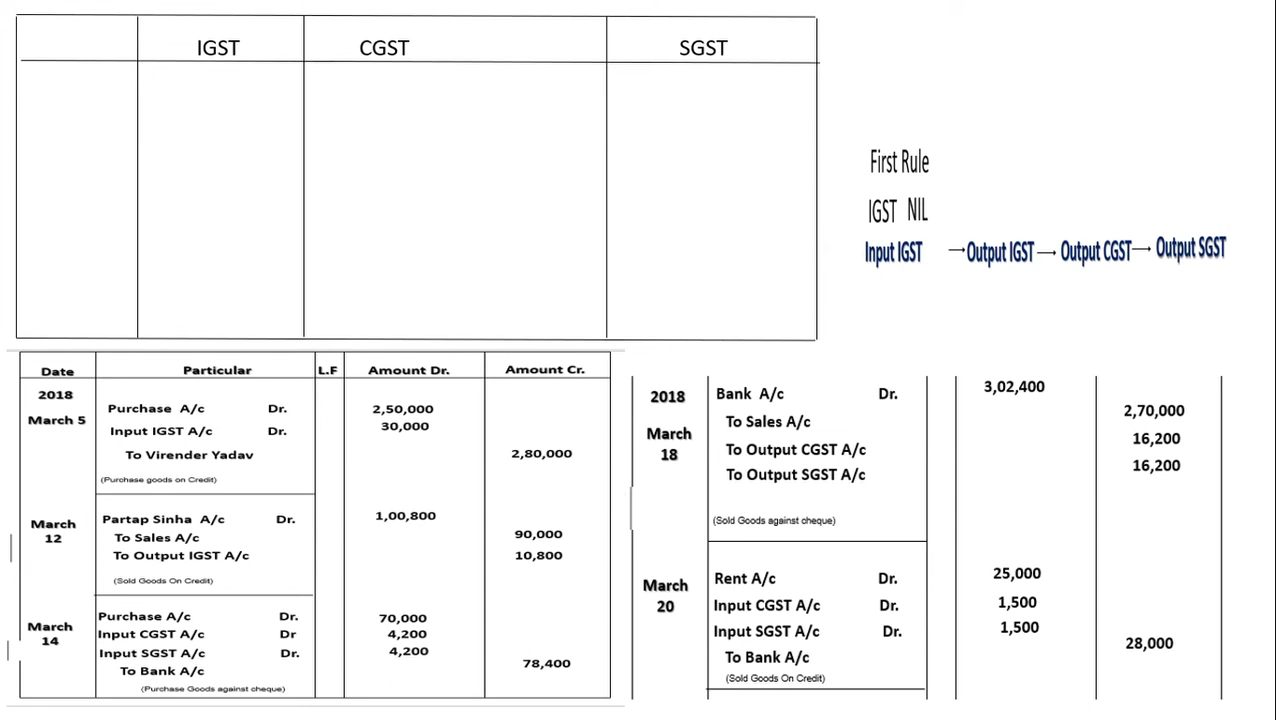 IGST CGST SGST
First Rule
IGST NIL
Input IGST → Output IGST → Output CGST → Output SGST
Date Particular L.F Amount Dr. Amount Cr.
2018
March 5 Purchase A/c Dr. 2,50,000
Input IGST A/c Dr. 30,000
To Virender Yadav 2,80,000
(Purchase goods on Credit)
March 12 Partap Sinha A/c Dr. 1,00,800
To Sales A/c 90,000
To Output IGST A/c 10,800
(Sold Goods On Credit)
March 14 Purchase A/c Dr. 70,000
Input CGST A/c Dr 4,200
Input SGST A/c Dr. 4,200
To Bank A/c 78,400
(Purchase Goods against cheque)
2018 Bank A/c Dr. 3,02,400
March 18 To Sales A/c 2,70,000
To Output CGST A/c 16,200
To Output SGST A/c 16,200
(Sold Goods against cheque)
March 20 Rent A/c Dr. 25,000
Input CGST A/c Dr. 1,500
Input SGST A/c Dr. 1,500
To Bank A/c 28,000
(Sold Goods On Credit)